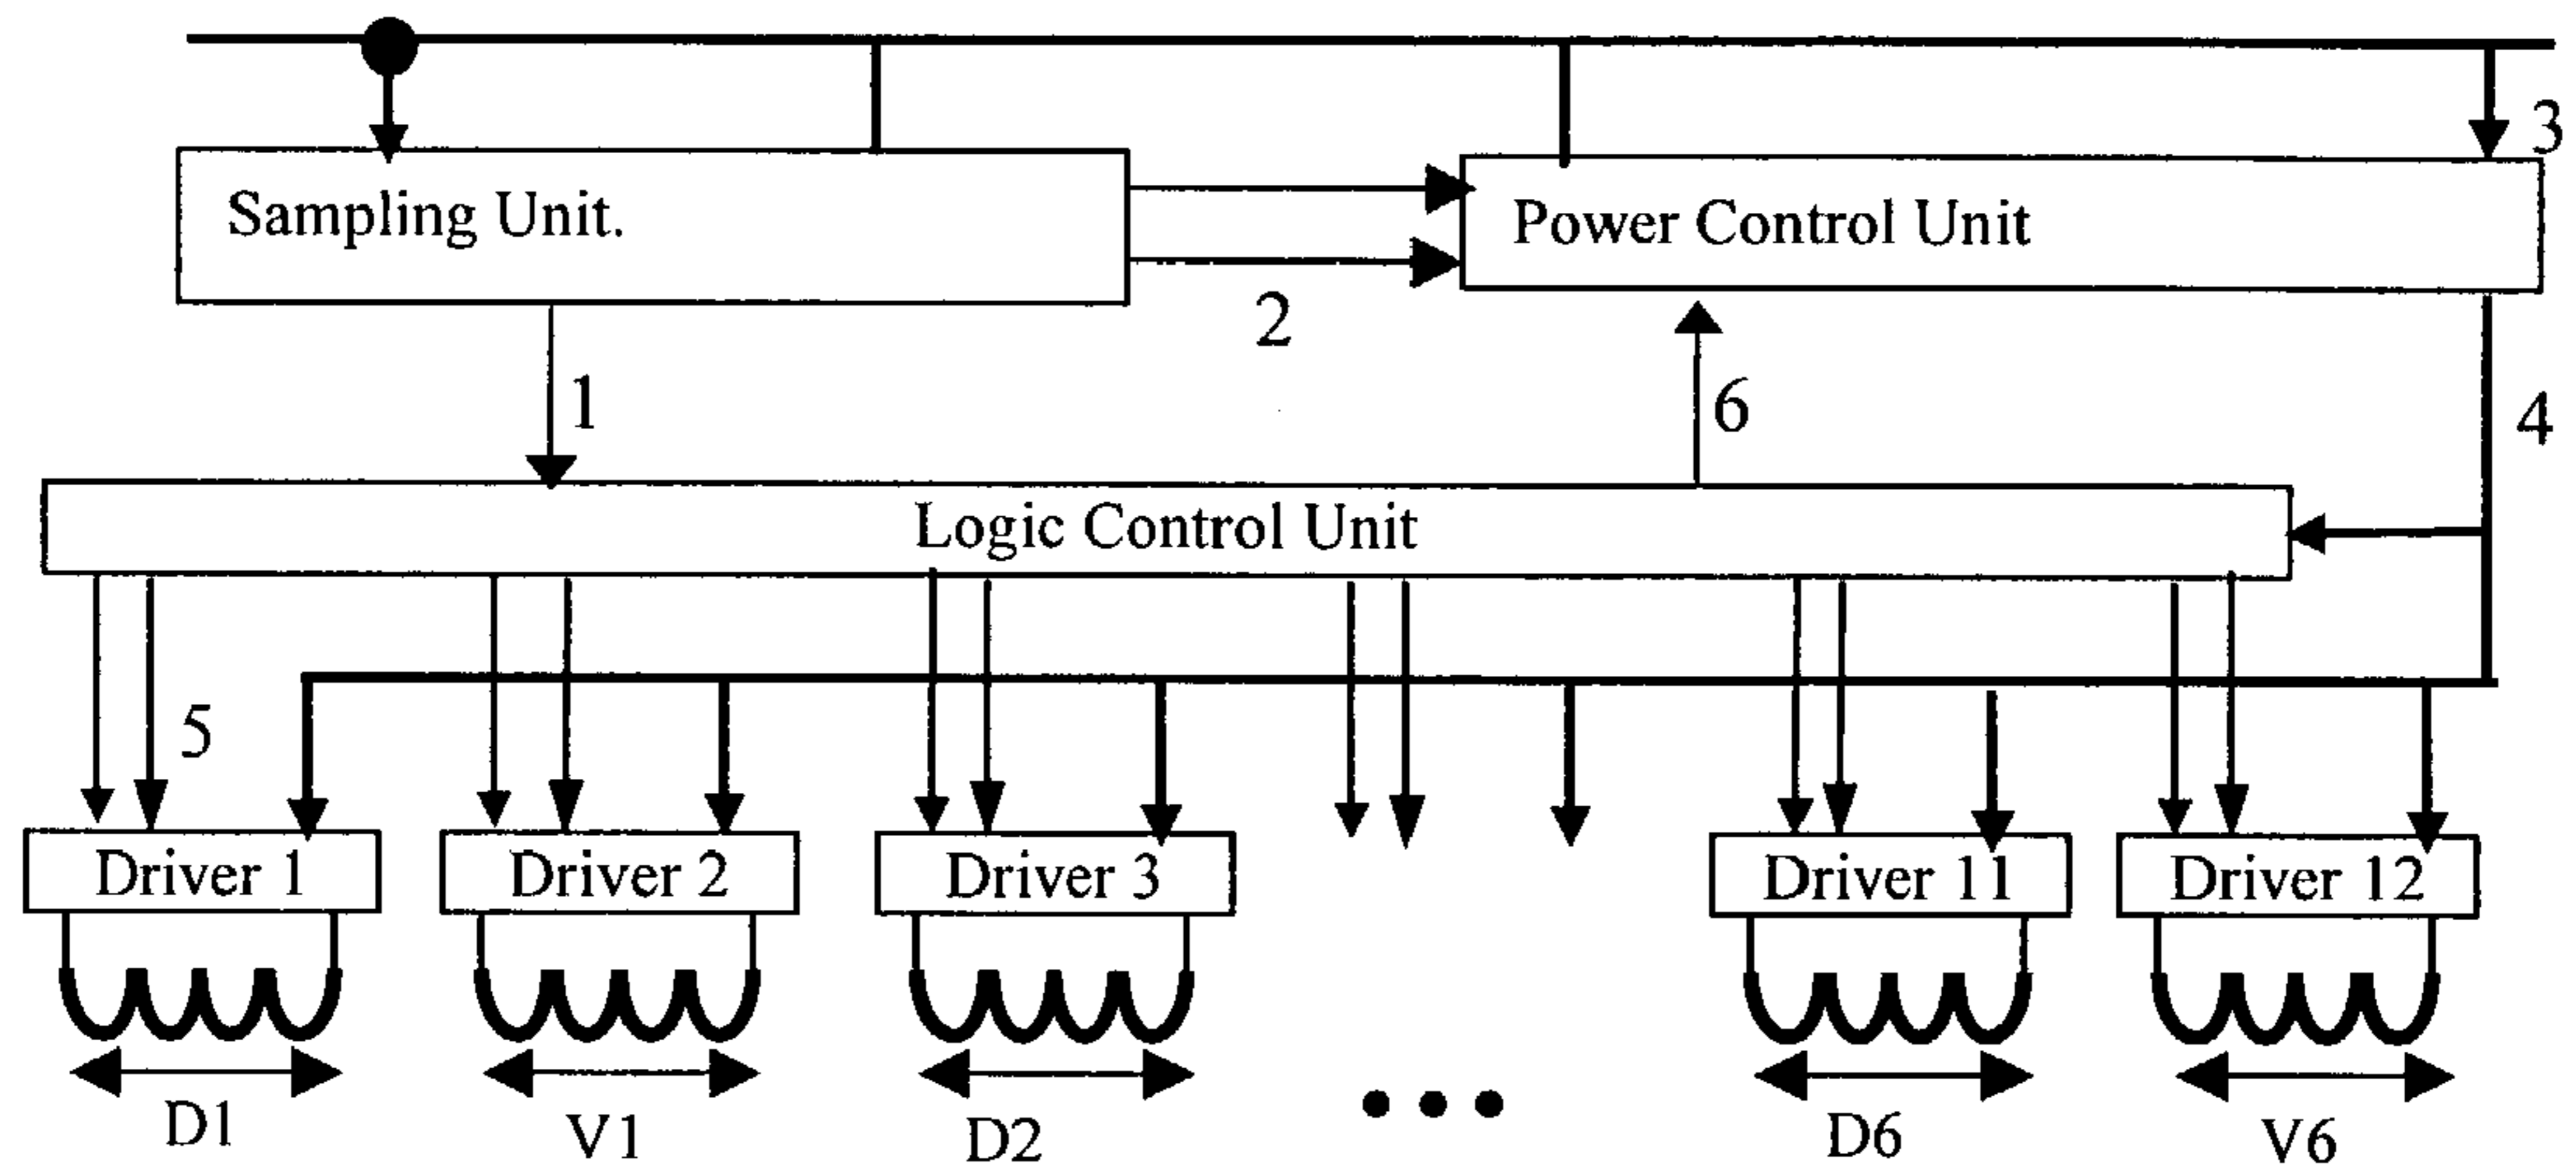 3
Sampling Unit.
Power Control Unit
2
1
6
4
Logic Control Unit
5
Driver 1
Driver 2
Driver 3
Driver 11
Driver 12
D1
V1
D2
D6
V6